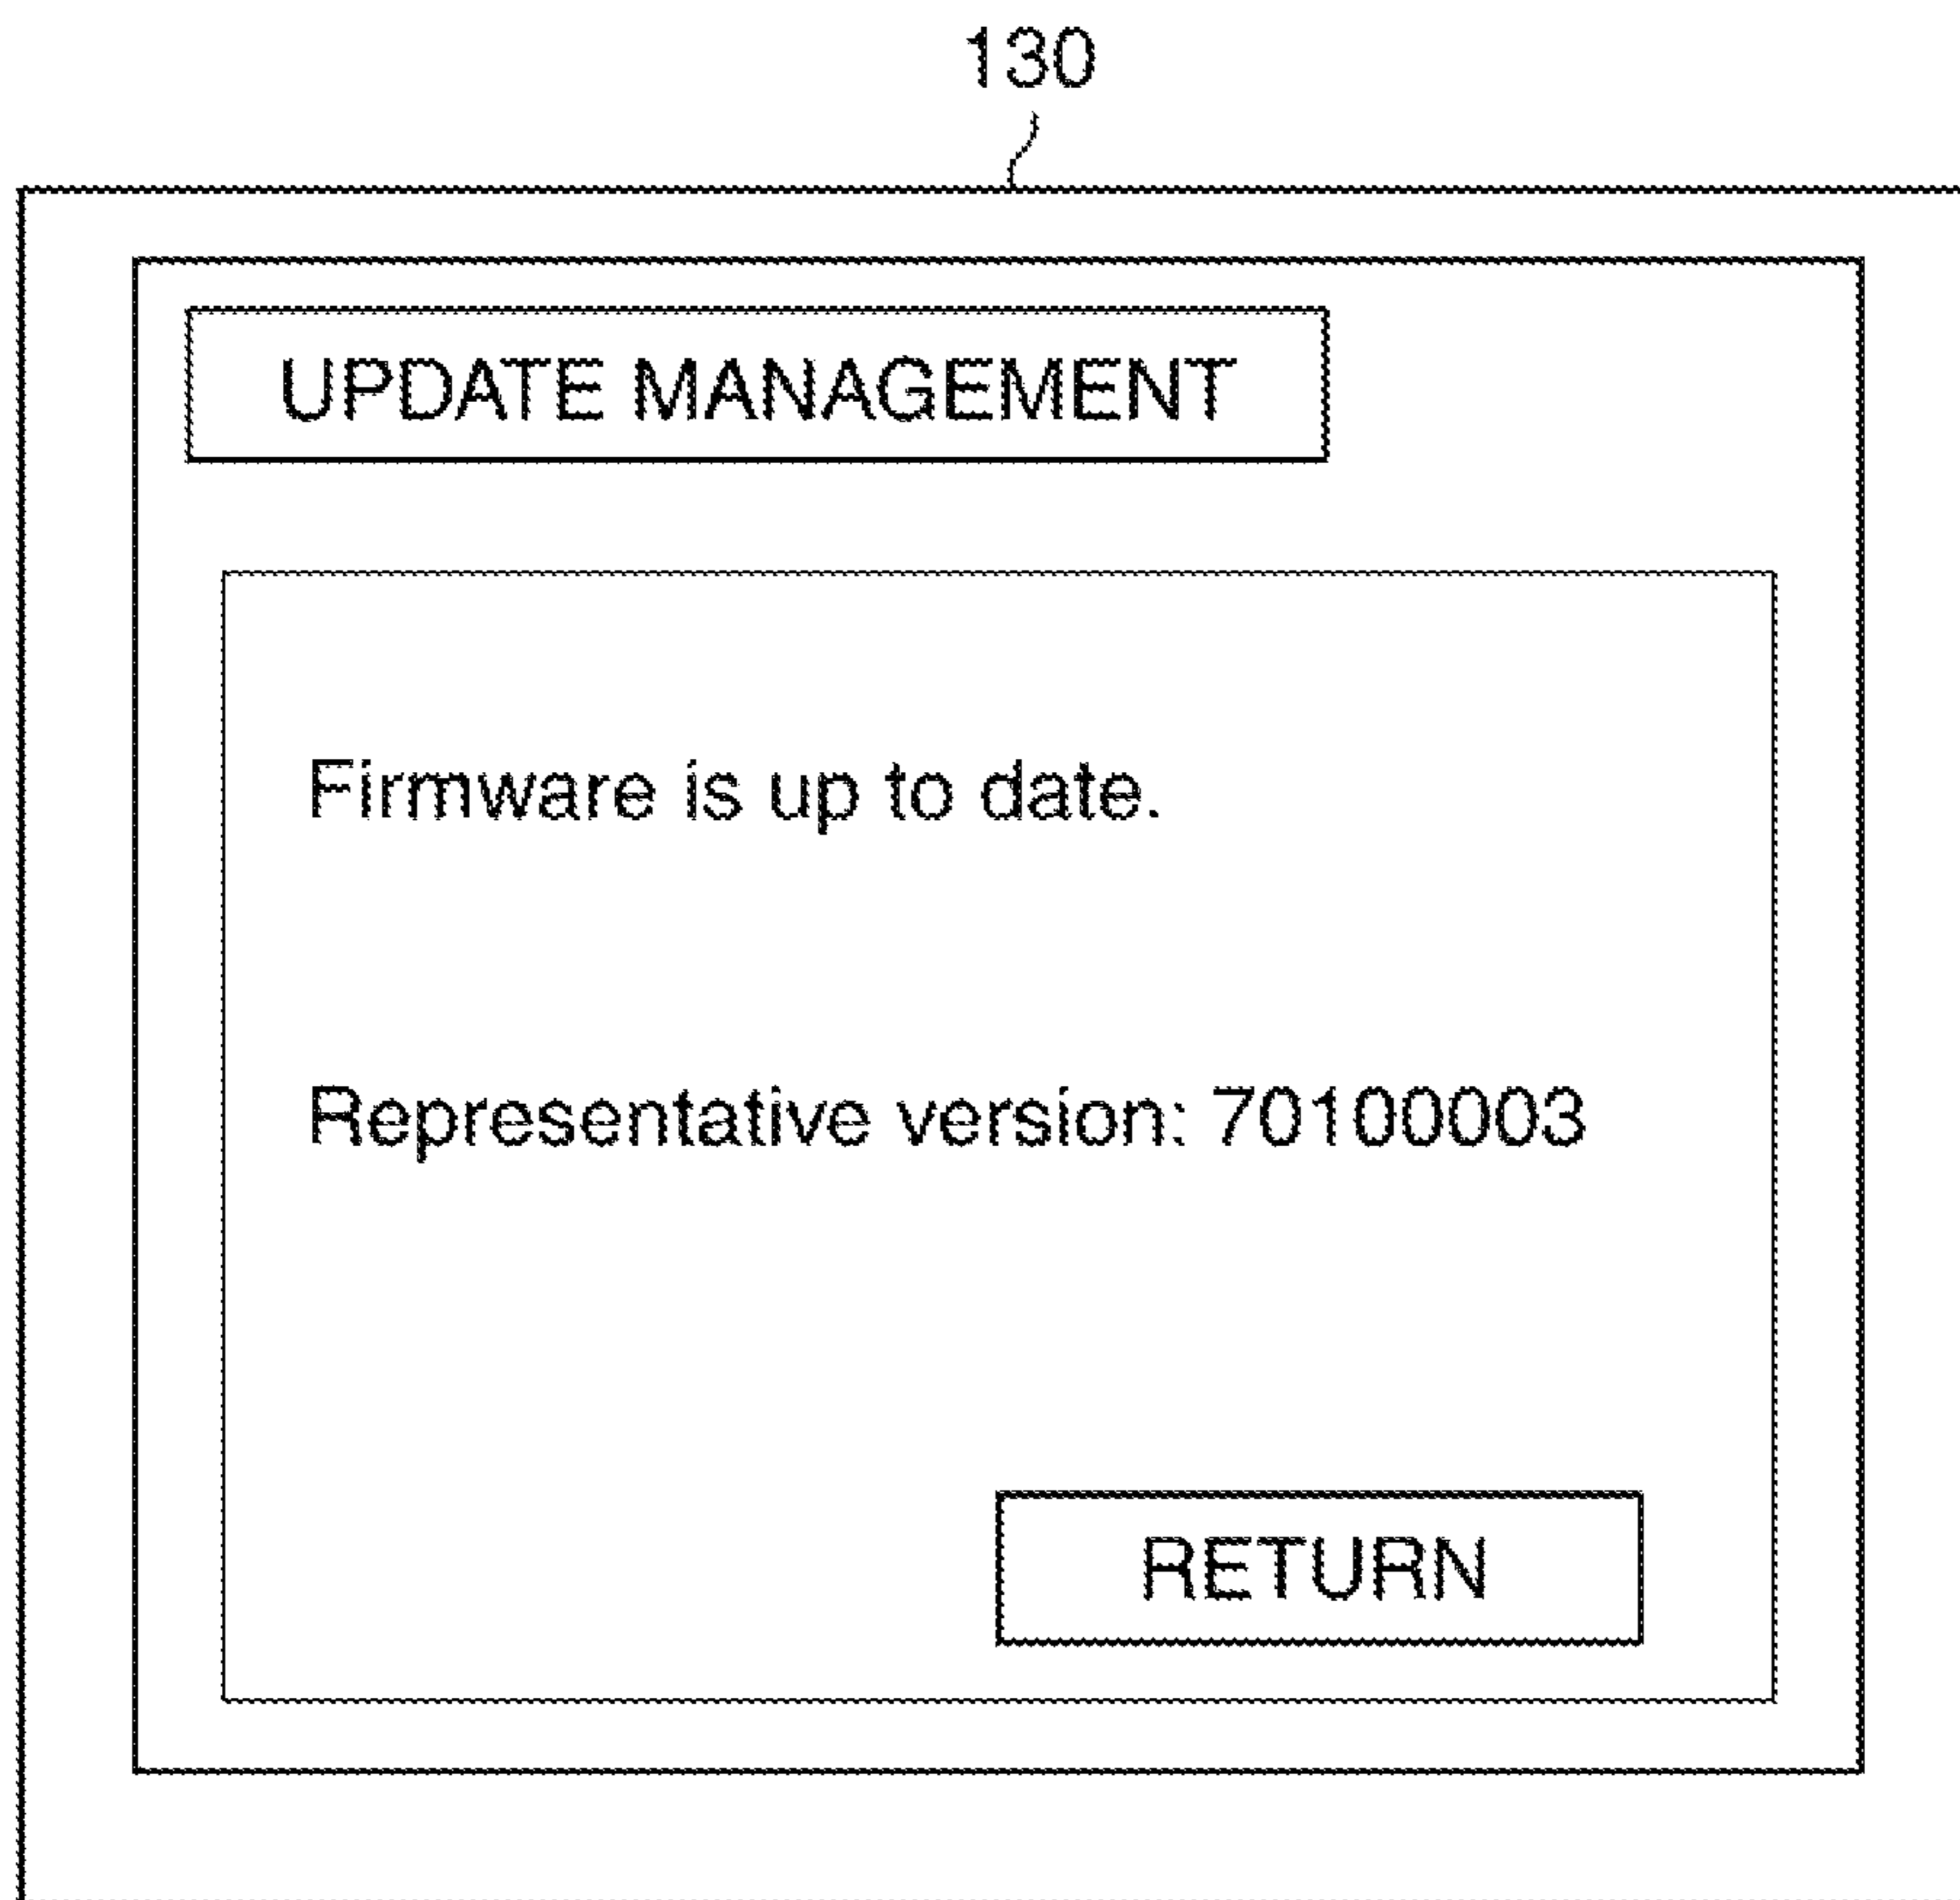 130
UPDATE MANAGEMENT
Firmware is up to date.
Representative version: 70100003
RETURN